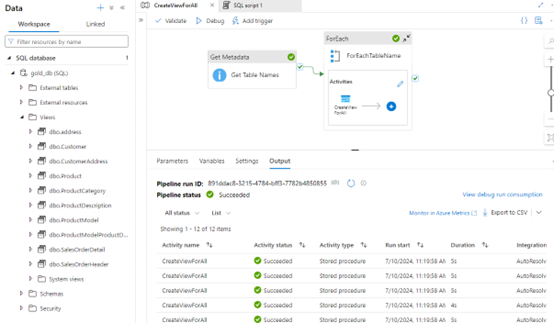 Data
Workspace
Linked
Filter resources by name
SQL database
1
gold_db (SQL)
External tables
External resources
Views
dbo.address
dbo.Customer
dbo.CustomerAddress
dbo.Product
dbo.ProductCategory
dbo.ProductDescription
dbo.ProductModel
dbo.ProductModelProductD...
dbo.SalesOrderDetail
dbo.SalesOrderHeader
System views
Schemas
Security
CreateViewForAll
SQL script 1
Validate
Debug
Add trigger
Get Metadata
Get Table Names
ForEach
ForEachTableName
Activities
CreateView
ForAll
Parameters
Variables
Settings
Output
Pipeline run ID:
Pipeline status
Succeeded
View debug run consumption
All status
List
Monitor in Azure Metrics
Export to CSV
Showing 1 - 12 of 12 items
Activity name
Activity status
Activity type
Run start
Duration
Integration
CreateViewForAll Succeeded Stored procedure 7/10/2024, 11:19:58 AM 5s AutoResolv
CreateViewForAll Succeeded Stored procedure 7/10/2024, 11:19:58 AM 5s AutoResolv
CreateViewForAll Succeeded Stored procedure 7/10/2024, 11:19:58 AM 5s AutoResolv
CreateViewForAll Succeeded Stored procedure 7/10/2024, 11:19:58 AM 4s AutoResolv
CreateViewForAll Succeeded Stored procedure 7/10/2024, 11:19:58 AM 5s AutoResolv